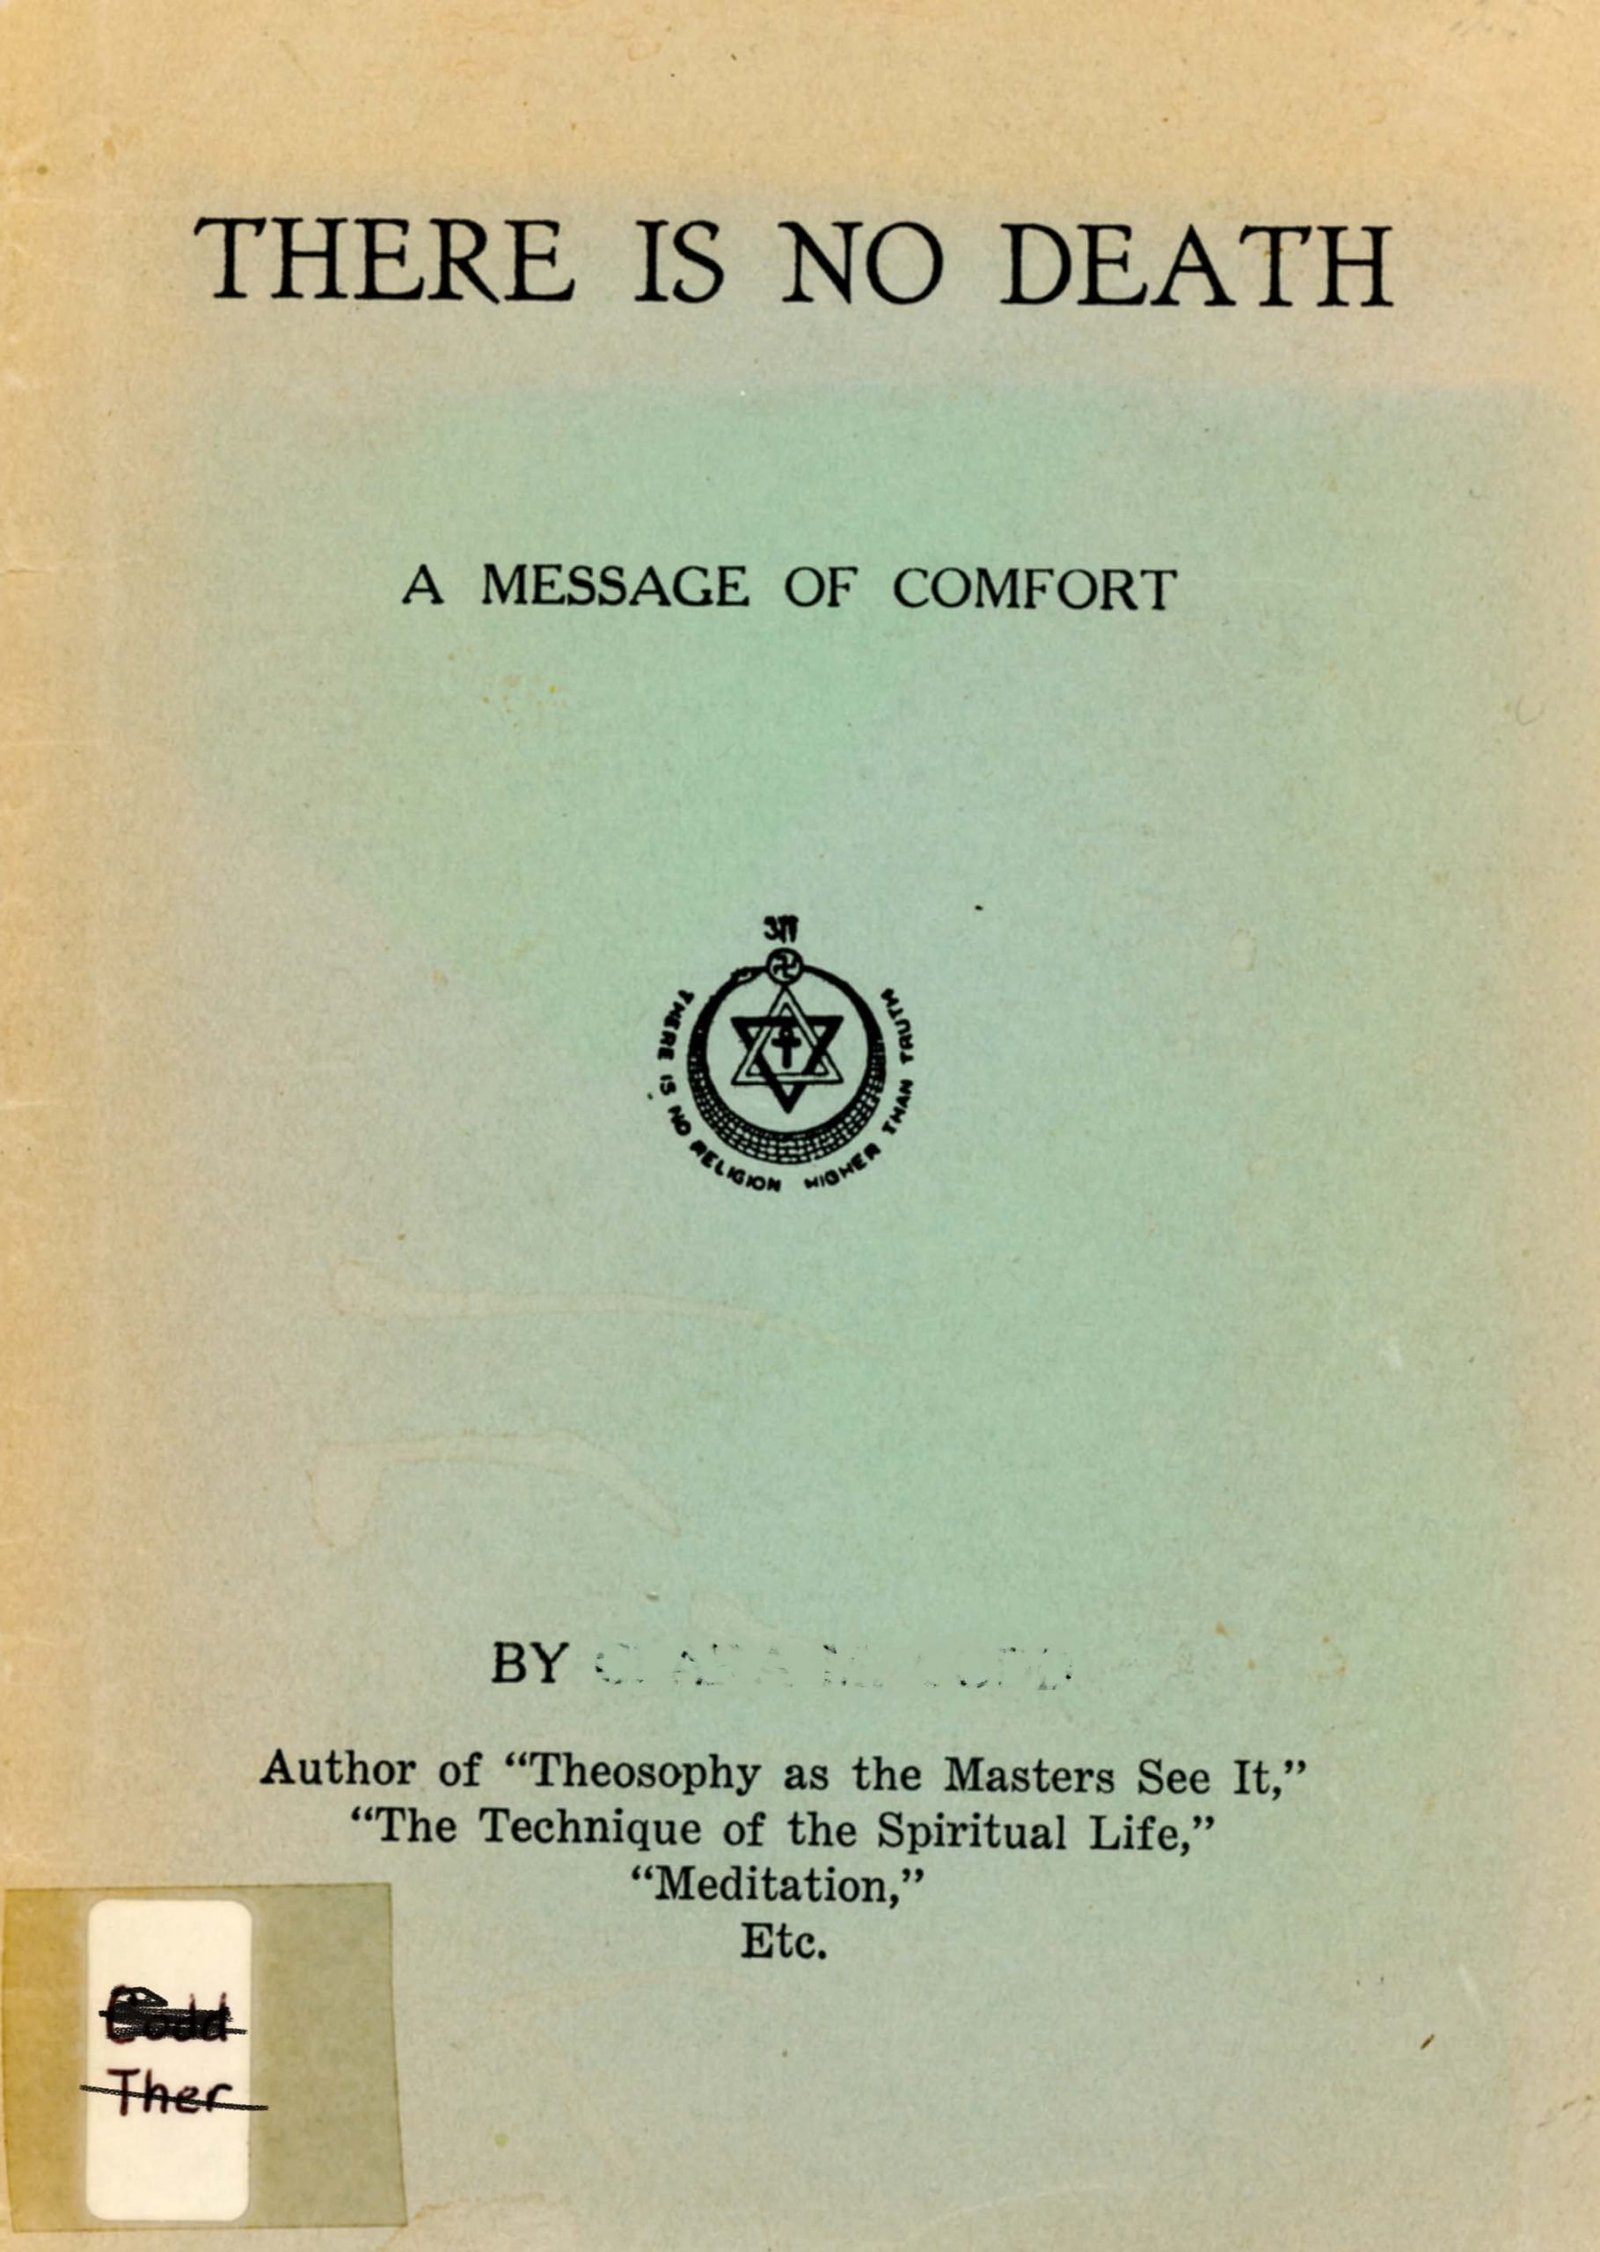 THERE IS NO DEATH
A MESSAGE OF COMFORT
THERE IS NO RELIGION HIGHER THAN TRUTH
BY
Author of “Theosophy as the Masters See It,”
“The Technique of the Spiritual Life,”
“Meditation,”
Etc.
Ther